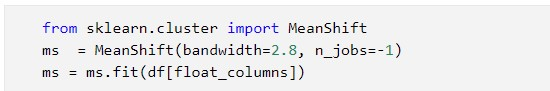 from sklearn.cluster import MeanShift
ms  = MeanShift(bandwidth=2.8, n_jobs=-1)
ms = ms.fit(df[float_columns])